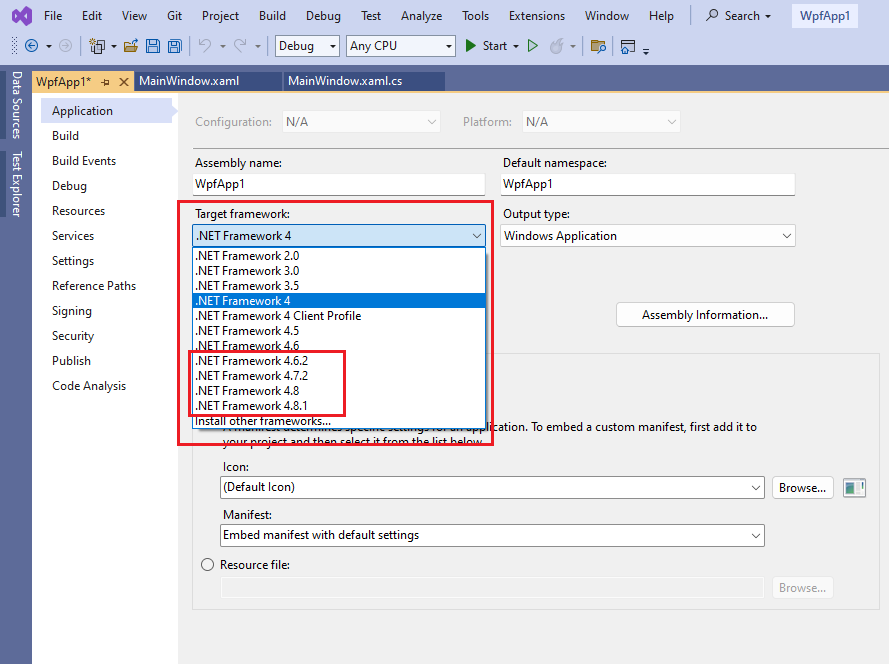 File Edit View Git Project Build Debug Test Analyze Tools Extensions Window Help Search WpfApp1
Debug Any CPU Start
WpfApp1* MainWindow.xaml MainWindow.xaml.cs
Data Sources
Test Explorer
Application
Build
Build Events
Debug
Resources
Services
Settings
Reference Paths
Signing
Security
Publish
Code Analysis
Configuration: N/A Platform: N/A
Assembly name: Default namespace:
WpfApp1 WpfApp1
Target framework: Output type:
.NET Framework 4 Windows Application
.NET Framework 2.0
.NET Framework 3.0
.NET Framework 3.5
.NET Framework 4
.NET Framework 4 Client Profile
.NET Framework 4.5
.NET Framework 4.6
.NET Framework 4.6.2
.NET Framework 4.7.2
.NET Framework 4.8
.NET Framework 4.8.1
Install other frameworks...
Assembly Information...
A manifest determines specific settings for an application. To embed a custom manifest, first add it to
your project and then select it from the list below.
Icon:
(Default Icon) Browse...
Manifest:
Embed manifest with default settings
Resource file:
Browse...